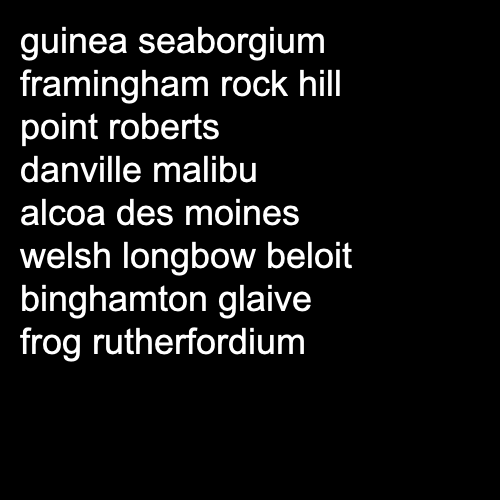 guinea seaborgium
framingham rock hill
point roberts
danville malibu
alcoa des moines
welsh longbow beloit
binghamton glaive
frog rutherfordium